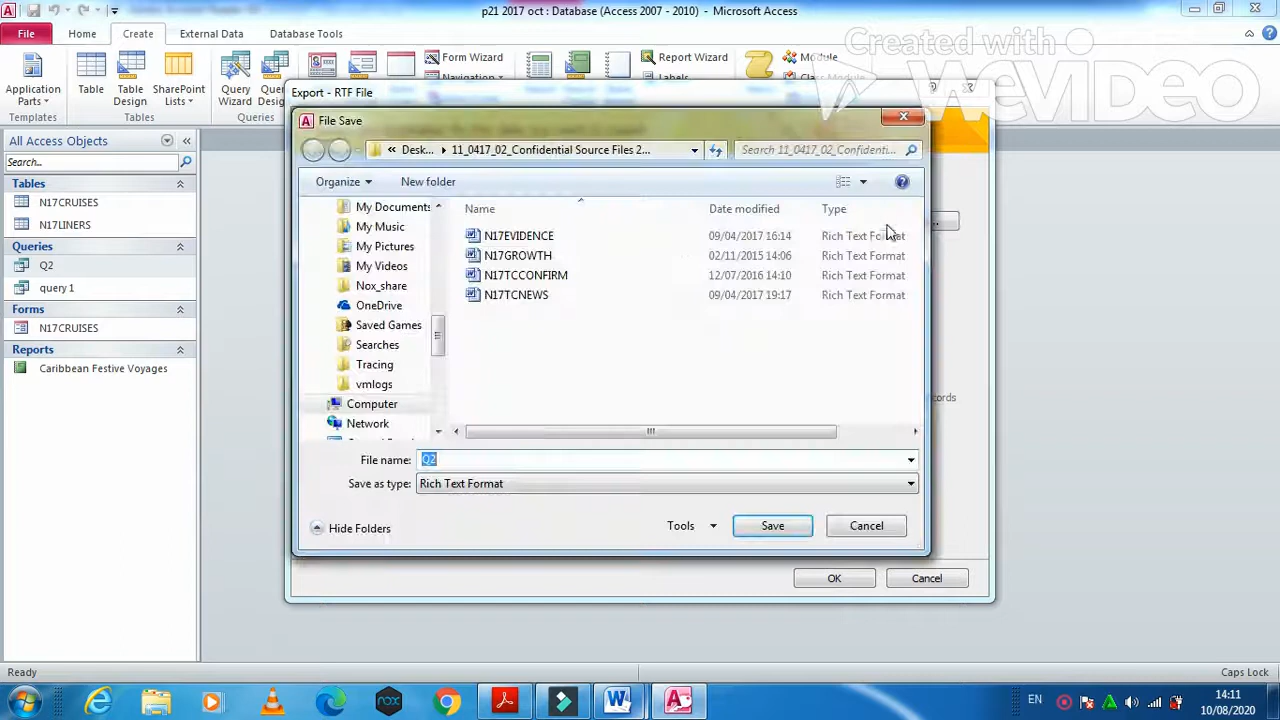 p21 2017 oct : Database (Access 2007 - 2010) - Microsoft Access
File Home Create External Data Database Tools
Created with
WEVIDEO
Form Wizard Report Wizard Module
Navigation Labels Class Module
Application Table Table SharePoint Query Query
Parts Design Lists Wizard
Templates Tables
Export - RTF File
All Access Objects
File Save
Search...
Desk... 11_0417_02_Confidential Source Files 2... Search 11_0417_02_Confidenti...
Organize New folder
Tables
N17CRUISES
N17LINERS
Queries
Q2
query 1
Forms
N17CRUISES
Reports
Caribbean Festive Voyages
My Documents
My Music
My Pictures
My Videos
Nox_share
OneDrive
Saved Games
Searches
Tracing
vmlogs
Computer
Network
Name Date modified Type
N17EVIDENCE 09/04/2017 16:14 Rich Text Format
N17GROWTH 02/11/2015 14:06 Rich Text Format
N17TCCONFIRM 12/07/2016 14:10 Rich Text Format
N17TCNEWS 09/04/2017 19:17 Rich Text Format
File name: Q2
Save as type: Rich Text Format
Hide Folders Tools Save Cancel
OK Cancel
Ready Caps Lock
nox
EN 14:11
10/08/2020